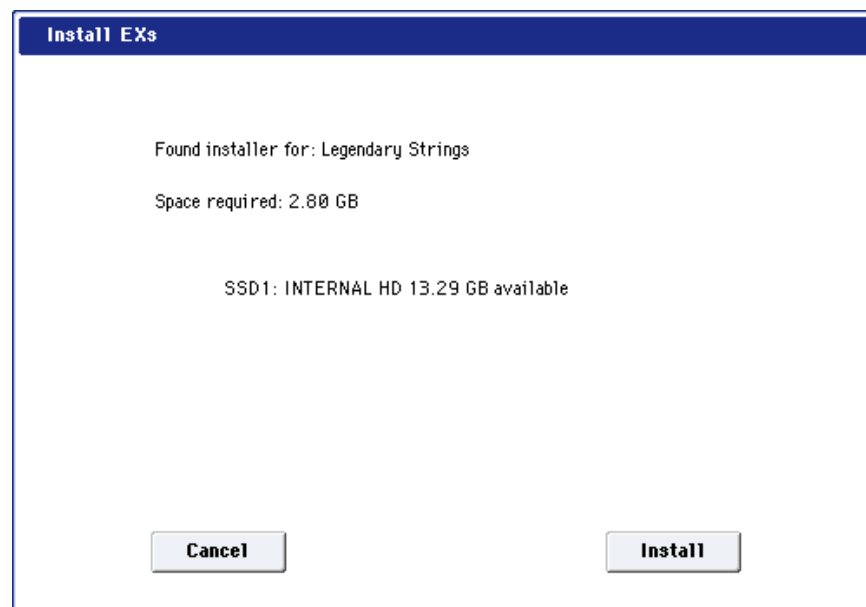 Install EXs
Found installer for: Legendary Strings
Space required: 2.80 GB
SSD1: INTERNAL HD 13.29 GB available
Cancel
Install